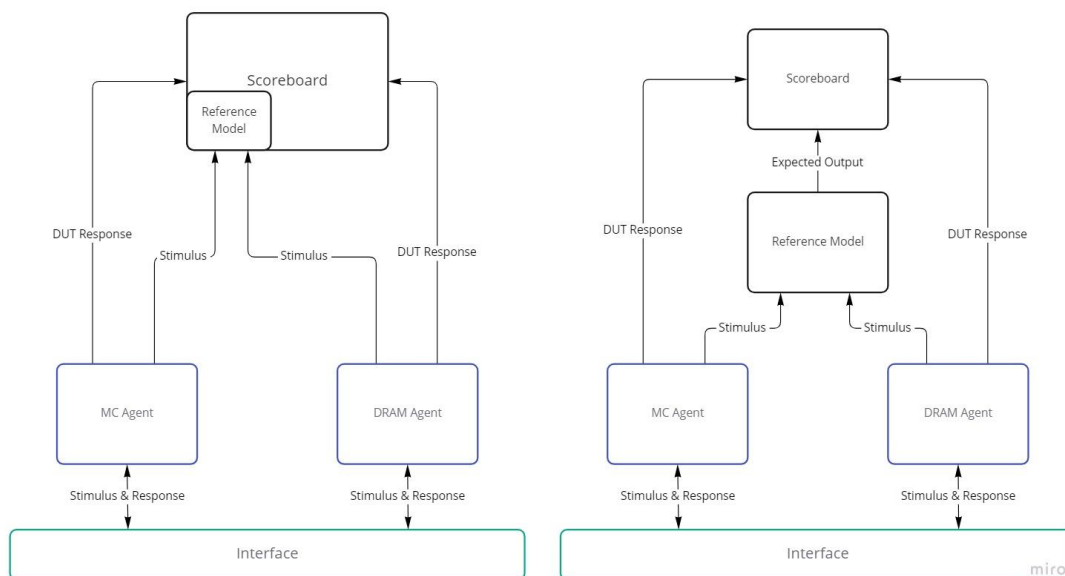 Scoreboard
Reference
Model
DUT Response
Stimulus
Stimulus
DUT Response
MC Agent
DRAM Agent
Stimulus & Response
Stimulus & Response
Interface
Scoreboard
Expected Output
Reference Model
DUT Response
DUT Response
Stimulus
Stimulus
MC Agent
DRAM Agent
Stimulus & Response
Stimulus & Response
Interface
miro